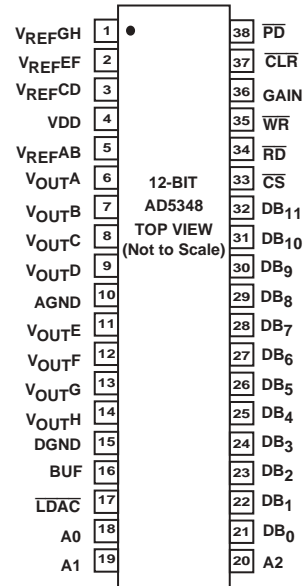 VREFGH 1
VREFEF 2
VREFCD 3
VDD 4
VREFAB 5
VOUTA 6
VOUTB 7
VOUTC 8
VOUTD 9
AGND 10
VOUTE 11
VOUTF 12
VOUTG 13
VOUTH 14
DGND 15
BUF 16
LDAC 17
A0 18
A1 19
12-BIT
AD5348
TOP VIEW
(Not to Scale)
38 PD
37 CLR
36 GAIN
35 WR
34 RD
33 CS
32 DB11
31 DB10
30 DB9
29 DB8
28 DB7
27 DB6
26 DB5
25 DB4
24 DB3
23 DB2
22 DB1
21 DB0
20 A2